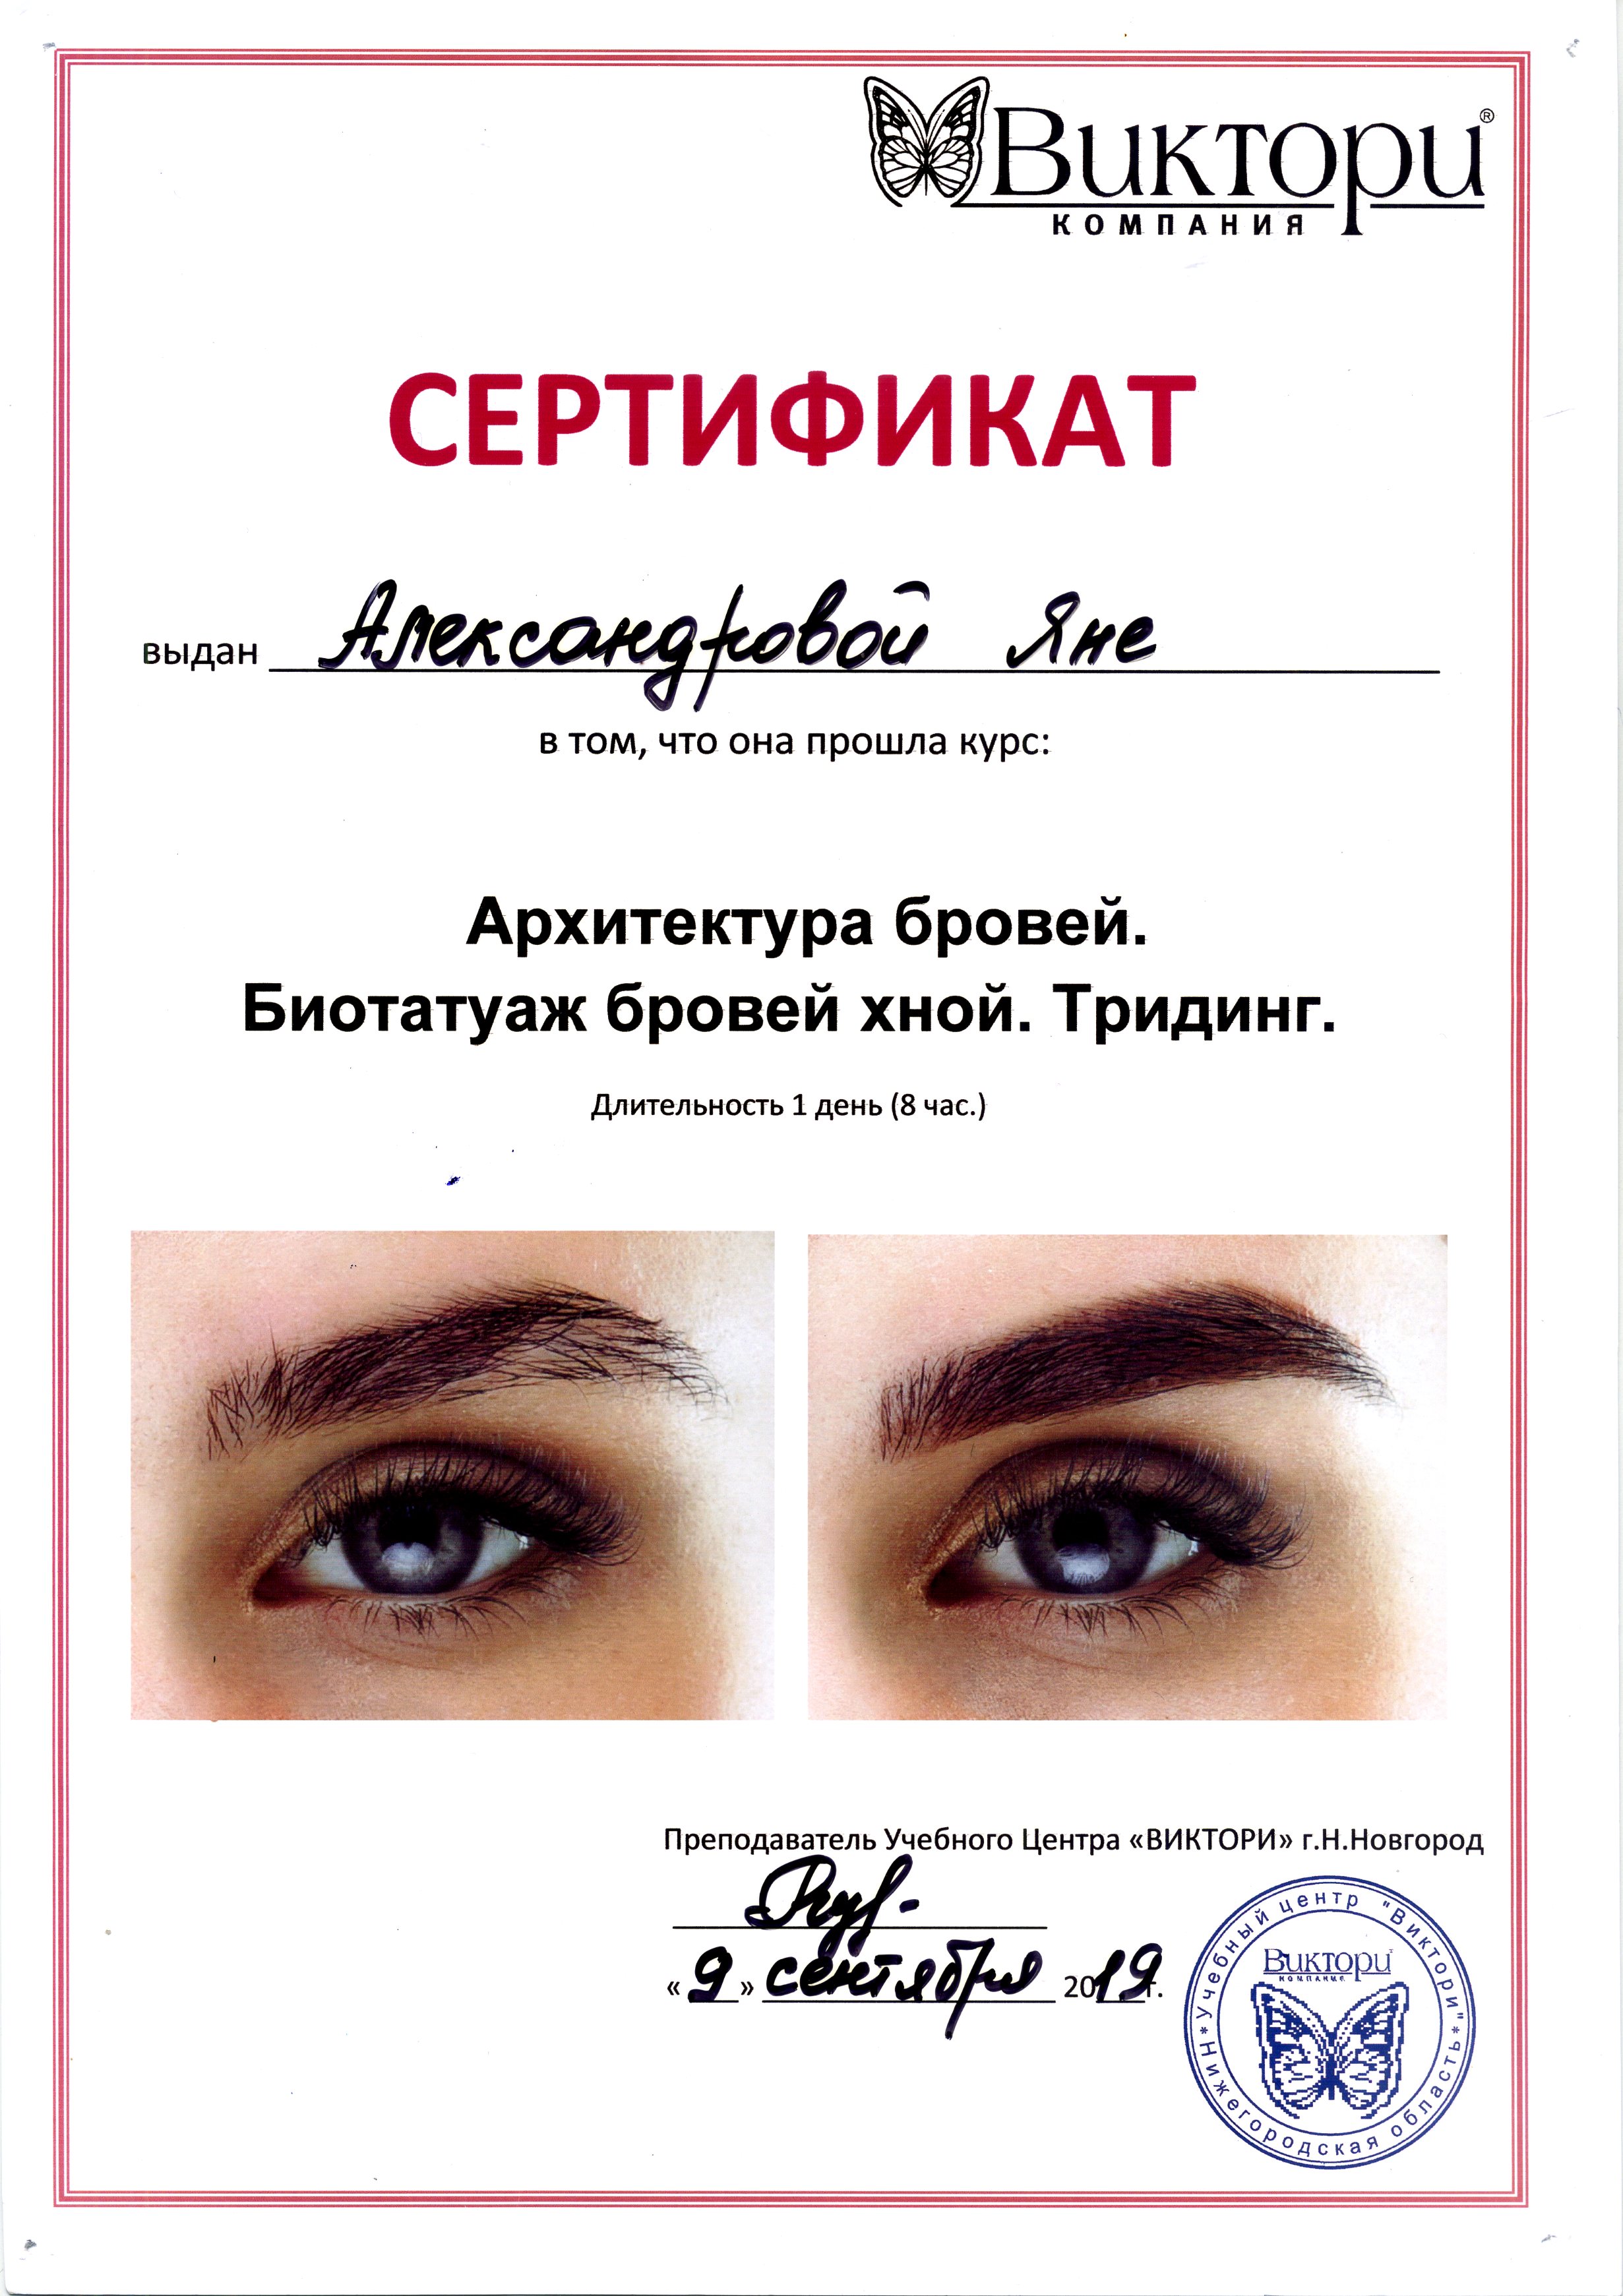 Виктори®
КОМПАНИЯ
СЕРТИФИКАТ
выдан Александровой Яне
в том, что она прошла курс:
Архитектура бровей.
Биотатуаж бровей хной. Тридинг.
Длительность 1 день (8 час.)
Преподаватель Учебного Центра «ВИКТОРИ» г.Н.Новгород
«9» сентября 2019 г.
Учебный центр "Виктори"
Виктори
КОМПАНИЯ
*Нижегородская область*